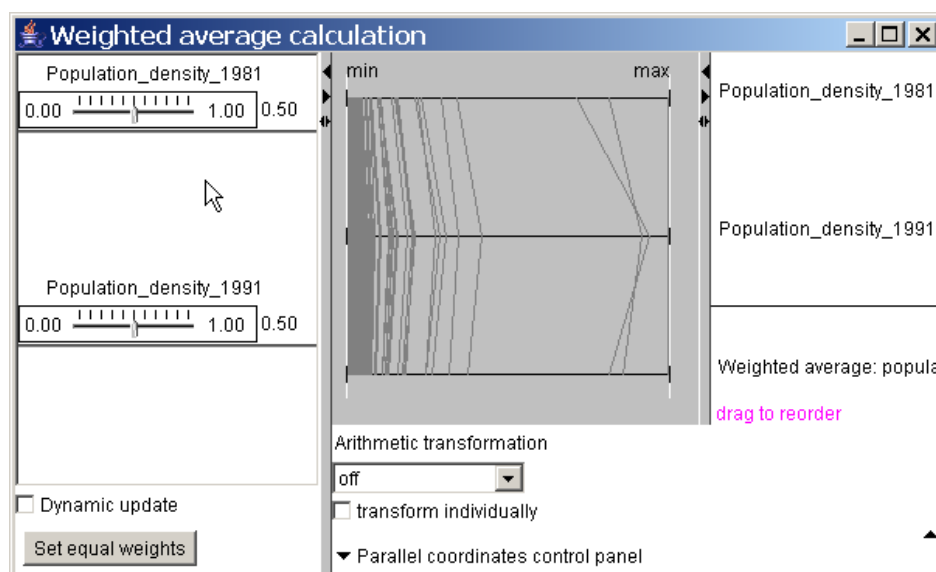 Weighted average calculation
Population_density_1981
0.00 1.00 0.50
Population_density_1991
0.00 1.00 0.50
Dynamic update
Set equal weights
min max
Arithmetic transformation
off
transform individually
Parallel coordinates control panel
Population_density_1981
Population_density_1991
Weighted average: popula
drag to reorder